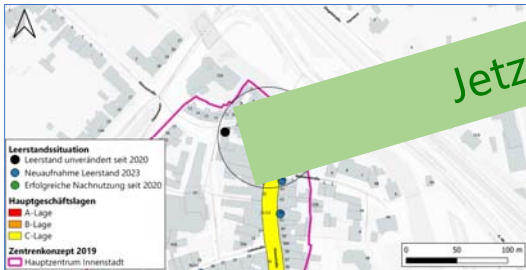 Jetz
Leerstandssituation
Leerstand unverändert seit 2020
Neuaufnahme Leerstand 2023
Erfolgreiche Nachnutzung seit 2020
Hauptgeschäftslagen
A-Lage
B-Lage
C-Lage
Zentrenkonzept 2019
Hauptzentrum Innenstadt
0 50 100 m